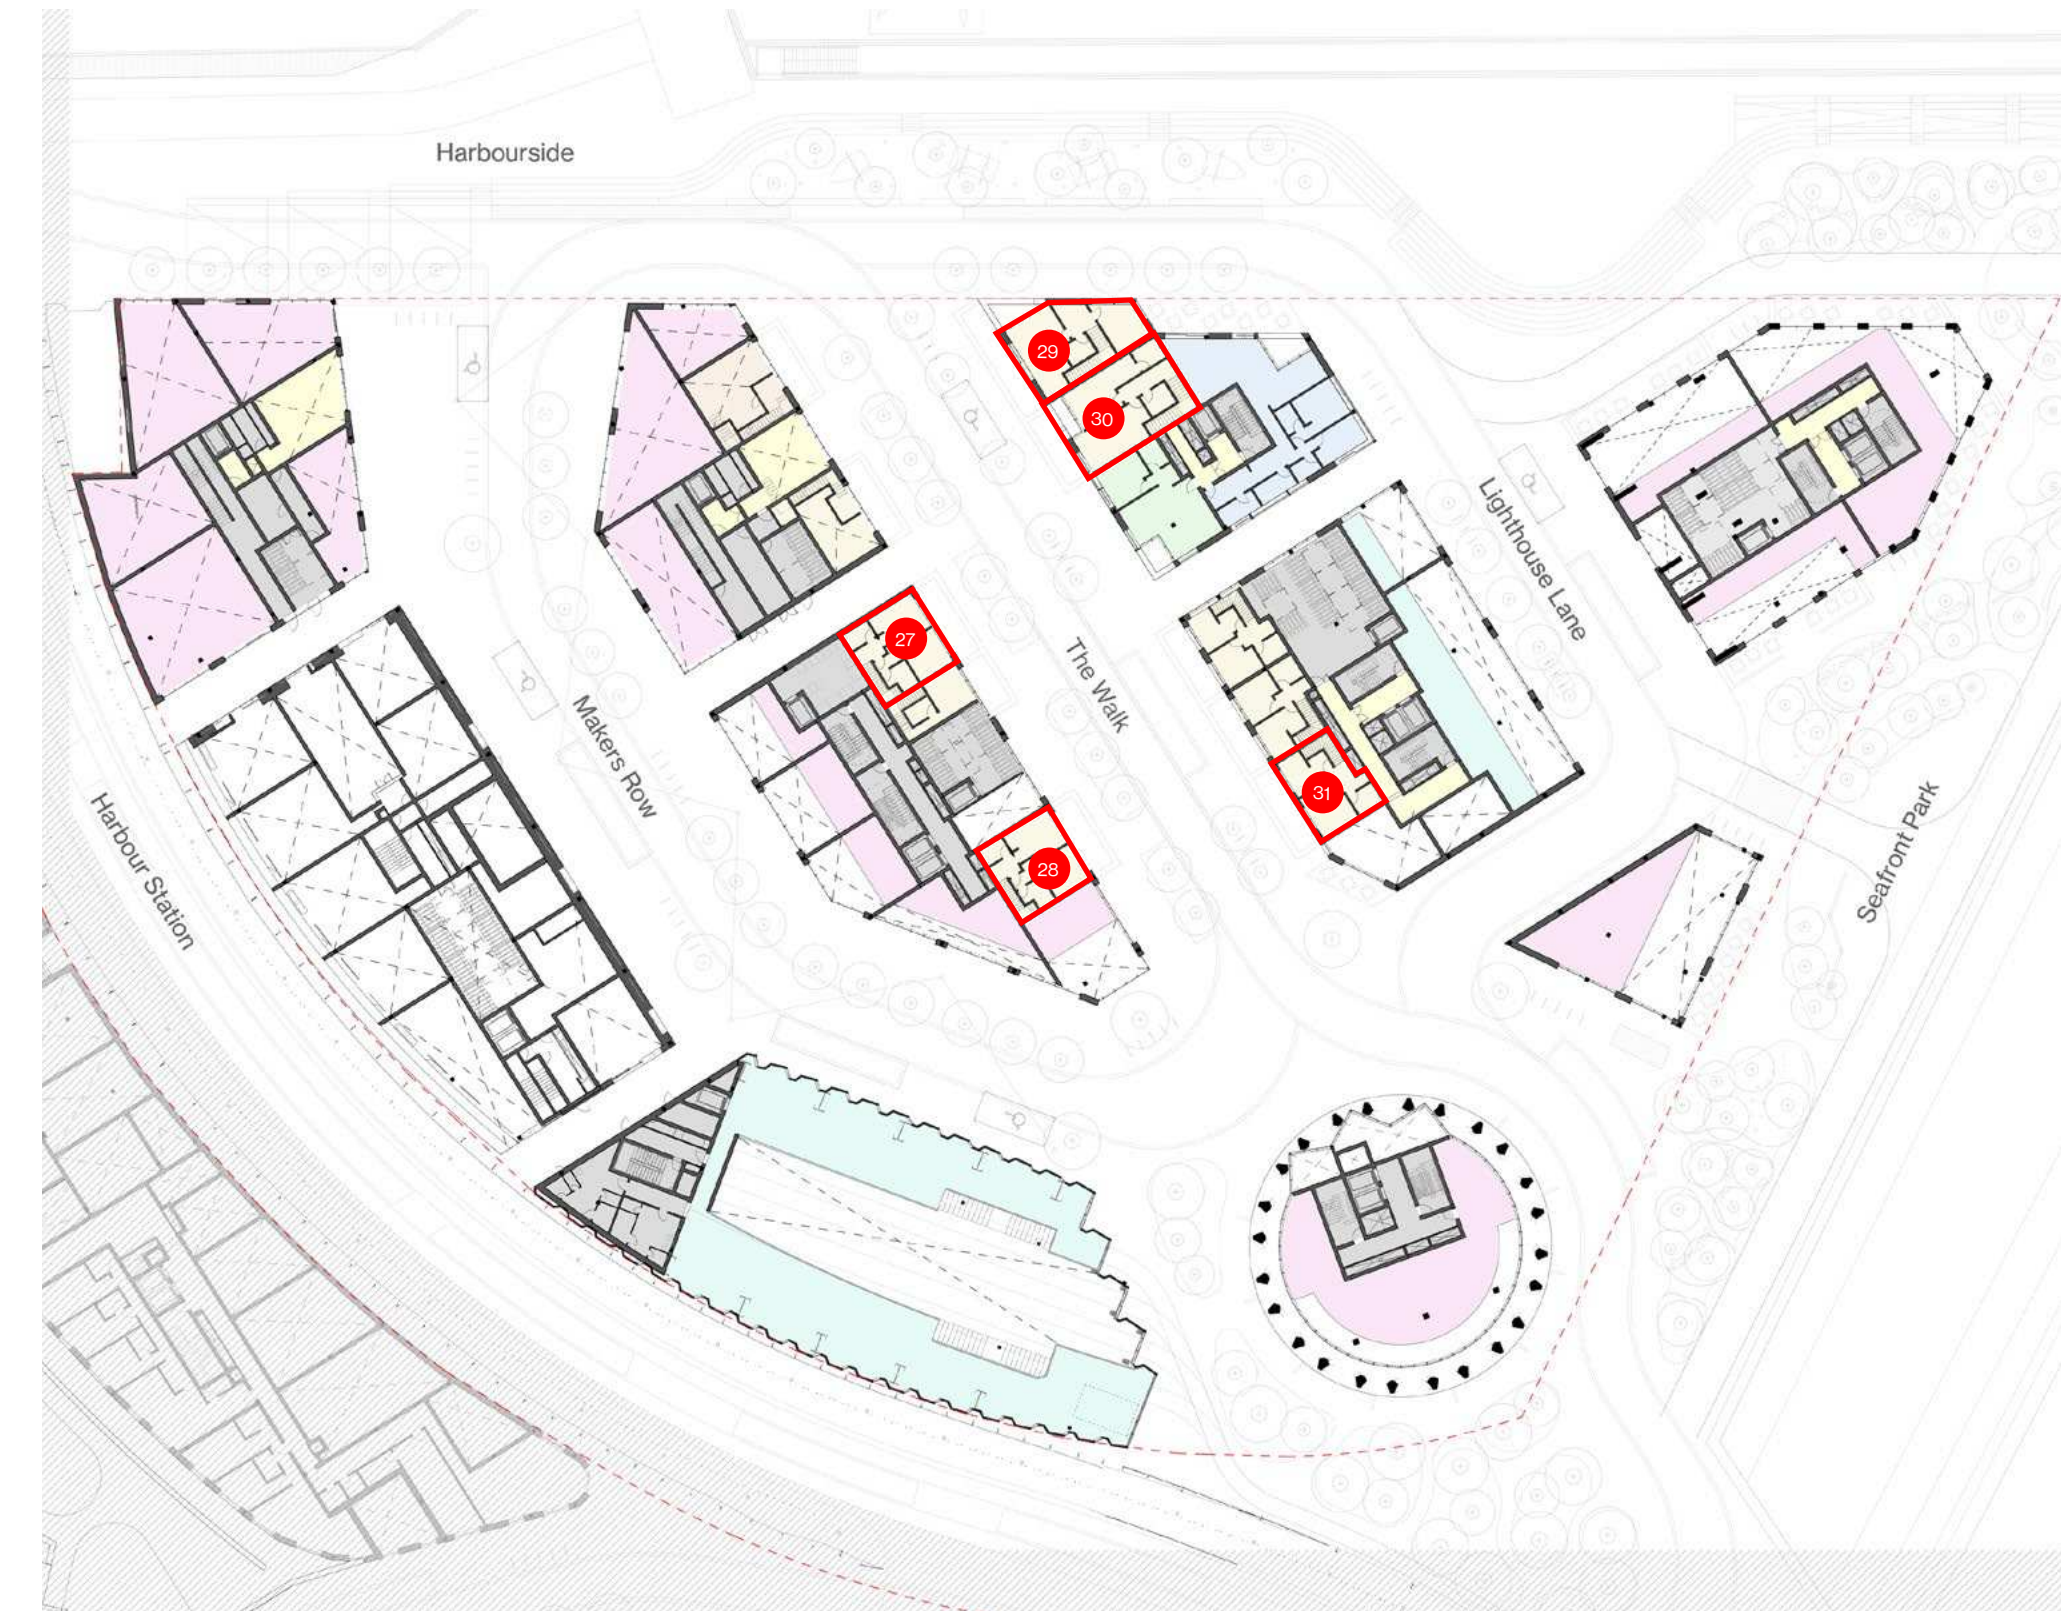 Harbourside
29
30
Lighthouse Lane
27
The Walk
Makers Row
31
Seafront Park
Harbour Station
28